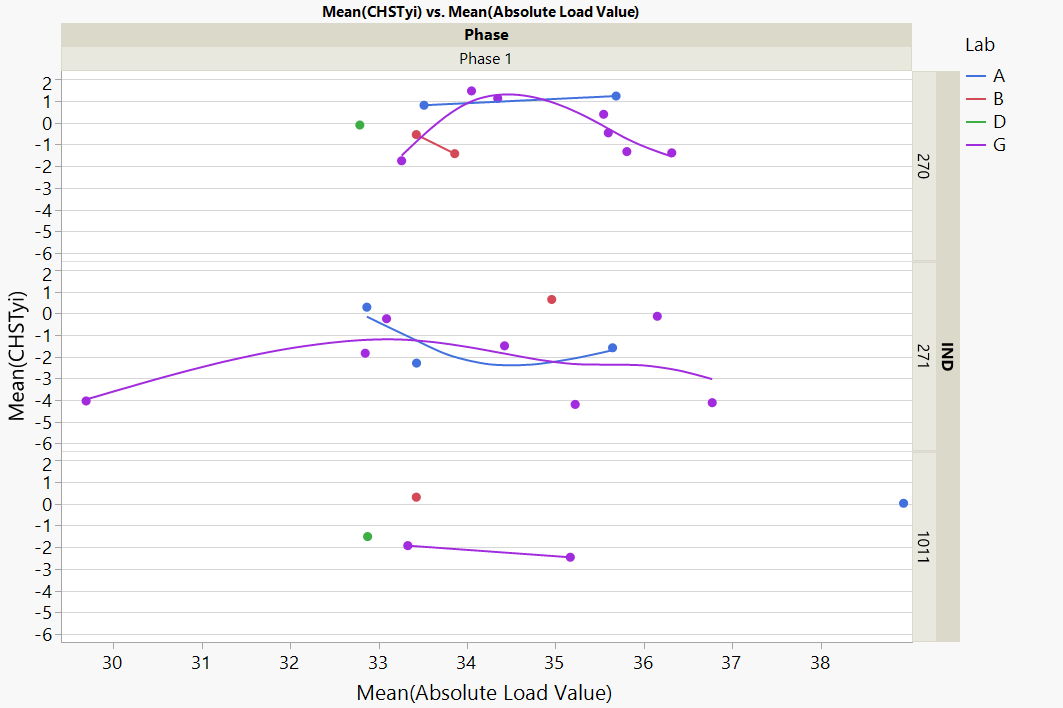 Mean(CHSTyi) vs. Mean(Absolute Load Value)
Phase
Phase 1
Lab
A
B
D
G
Mean(CHSTyi)
2
1
0
-1
-2
-3
-4
-5
-6
270
2
1
0
-1
-2
-3
-4
-5
-6
271
IND
2
1
0
-1
-2
-3
-4
-5
-6
1011
30 31 32 33 34 35 36 37 38
Mean(Absolute Load Value)